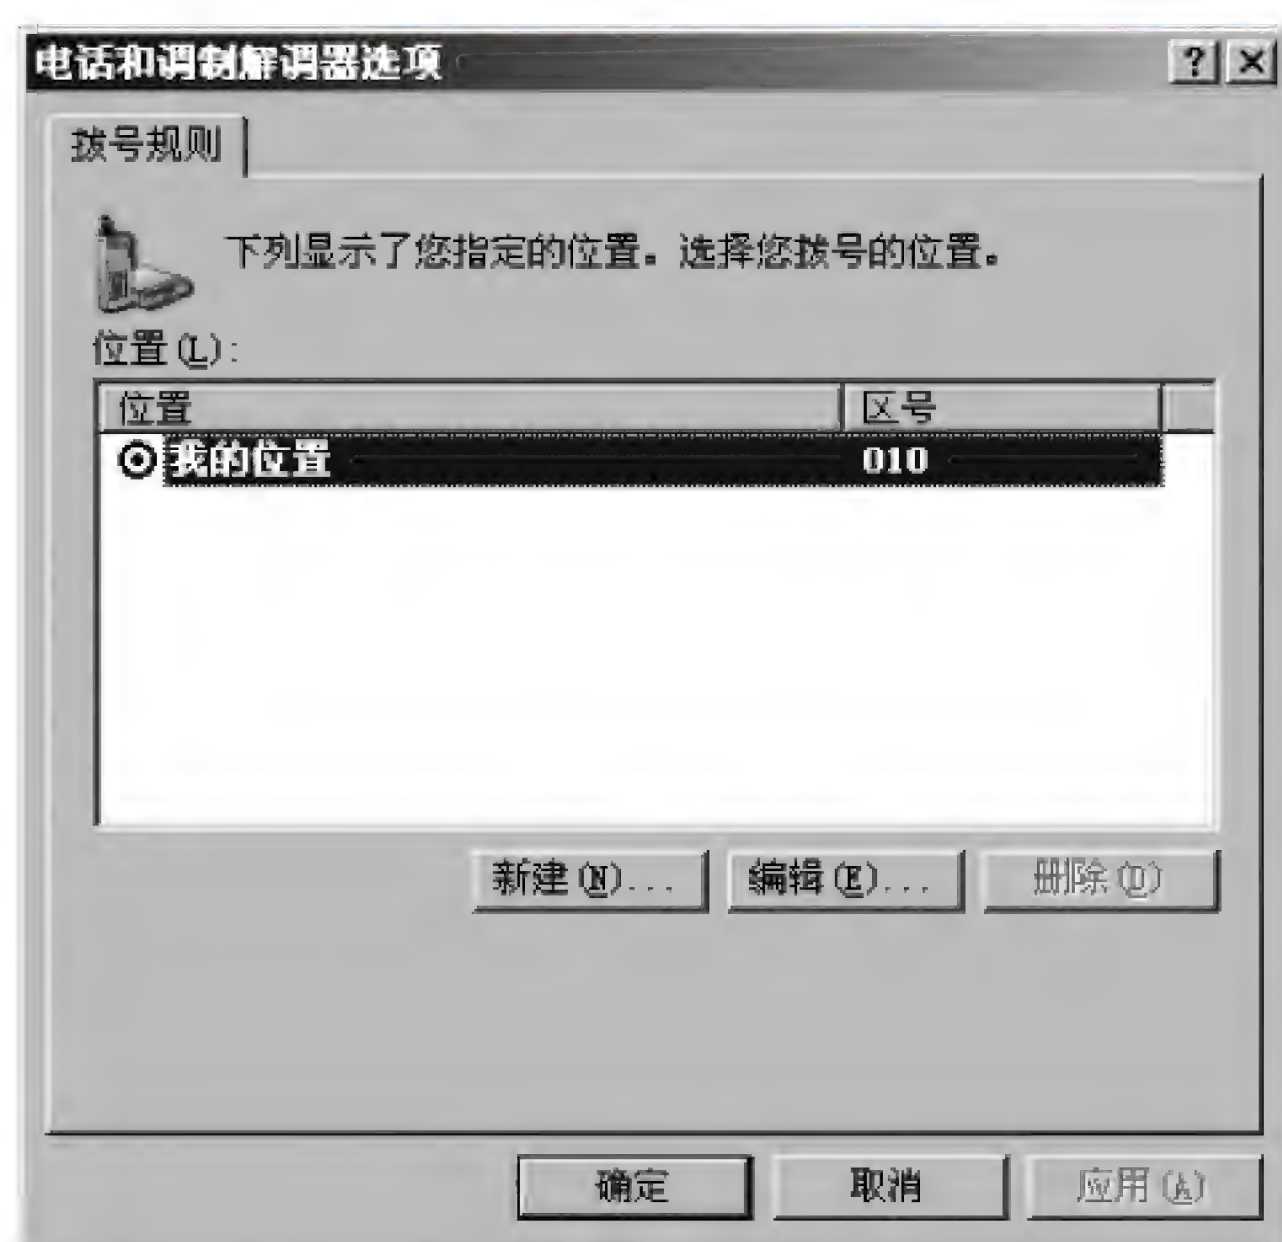 电话和调制解调器选项
拨号规则
下列显示了您指定的位置。选择您拨号的位置。
位置(L):
位置 区号
我的位置 010
新建(N)... 编辑(E)... 删除(D)
确定 取消 应用(A)